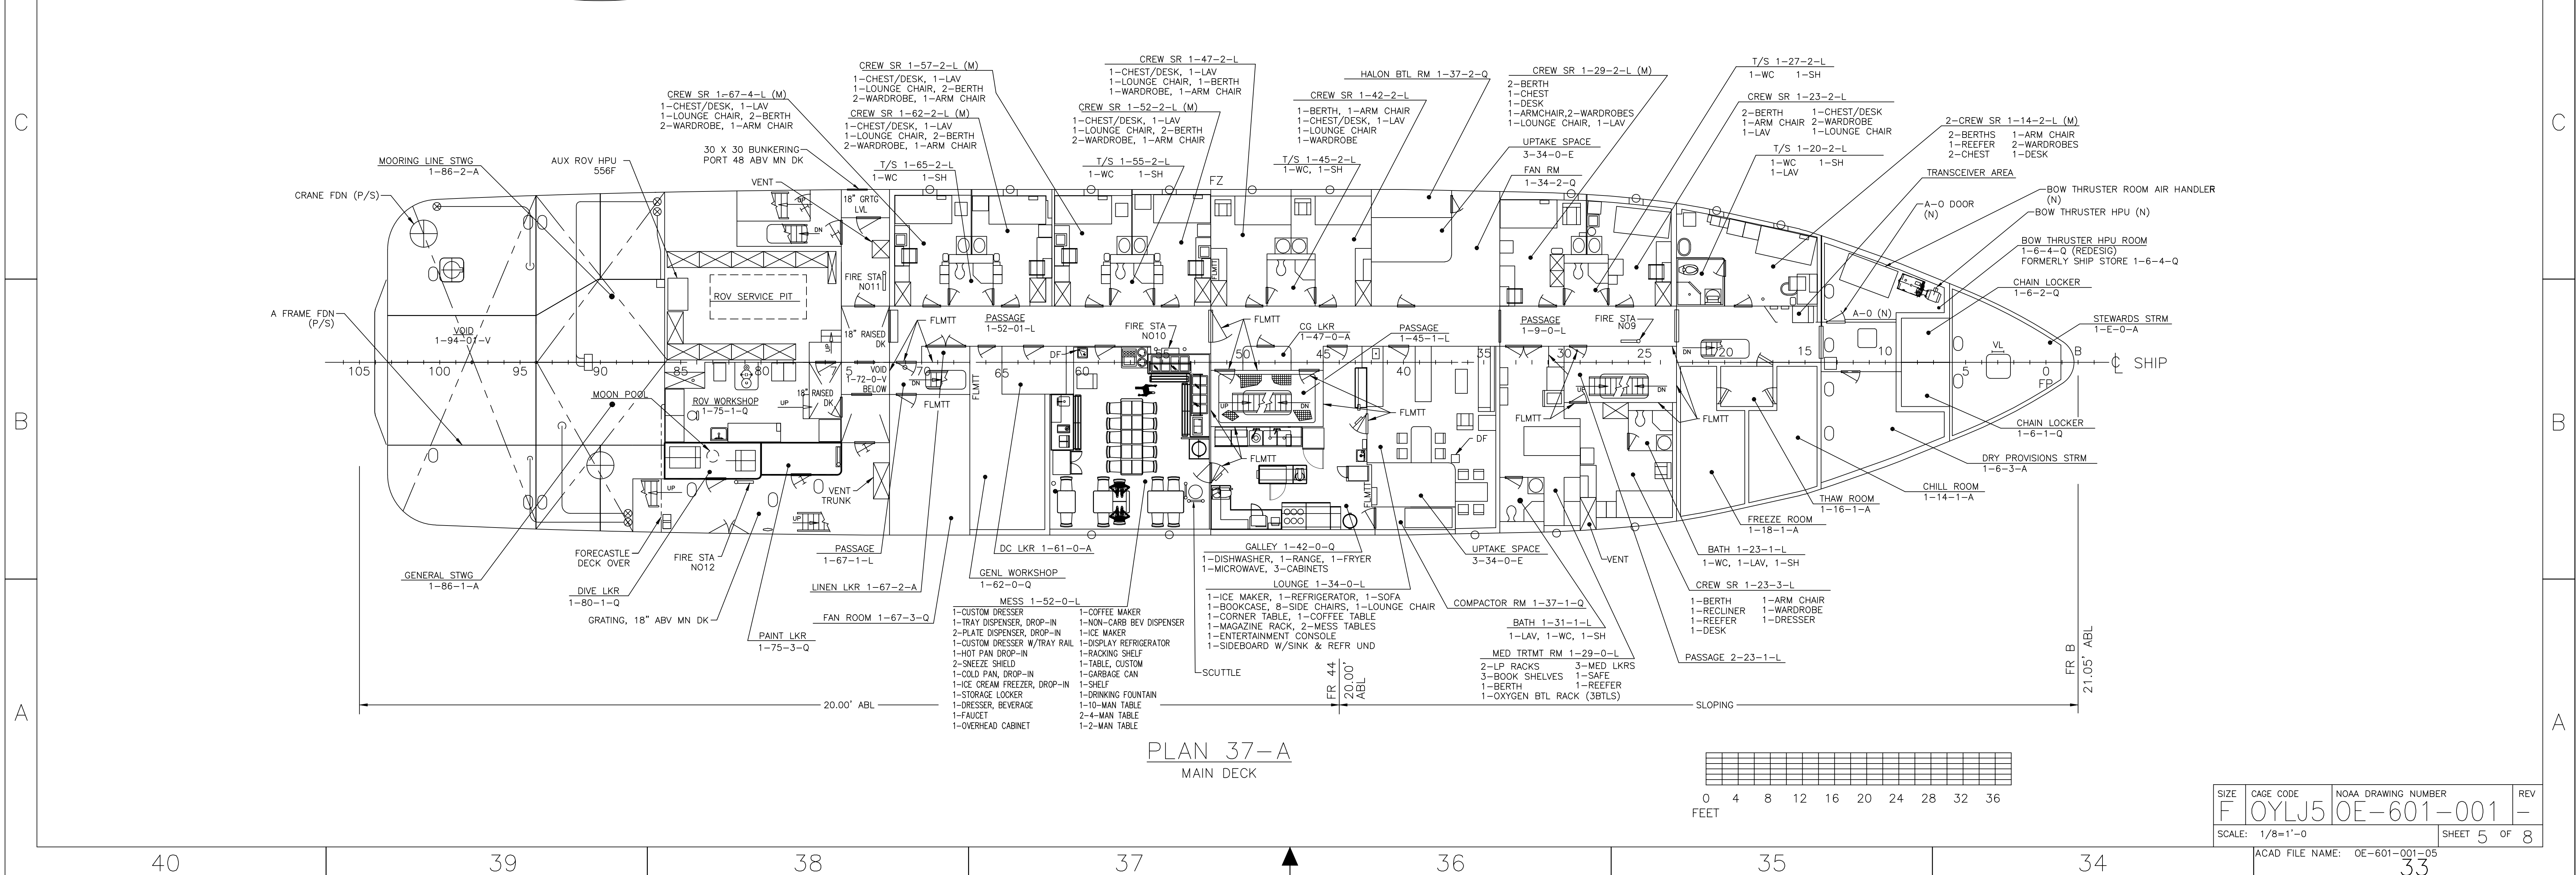 C
B
A
CREW SR 1-67-4-L (M)
1-CHEST/DESK, 1-LAV
1-LOUNGE CHAIR, 2-BERTH
2-WARDROBE, 1-ARM CHAIR
CREW SR 1-57-2-L (M)
1-CHEST/DESK, 1-LAV
1-LOUNGE CHAIR, 2-BERTH
2-WARDROBE, 1-ARM CHAIR
CREW SR 1-62-2-L (M)
1-CHEST/DESK, 1-LAV
1-LOUNGE CHAIR, 2-BERTH
2-WARDROBE, 1-ARM CHAIR
CREW SR 1-47-2-L
1-CHEST/DESK, 1-LAV
1-LOUNGE CHAIR, 1-BERTH
1-WARDROBE, 1-ARM CHAIR
CREW SR 1-52-2-L (M)
1-CHEST/DESK, 1-LAV
1-LOUNGE CHAIR, 2-BERTH
2-WARDROBE, 1-ARM CHAIR
HALON BTL RM 1-37-2-Q
CREW SR 1-42-2-L
1-BERTH, 1-ARM CHAIR
1-CHEST/DESK, 1-LAV
1-LOUNGE CHAIR
1-WARDROBE
CREW SR 1-29-2-L (M)
2-BERTH
1-CHEST
1-DESK
1-ARMCHAIR,2-WARDROBES
1-LOUNGE CHAIR, 1-LAV
T/S 1-27-2-L
1-WC 1-SH
CREW SR 1-23-2-L
2-BERTH 1-CHEST/DESK
1-ARM CHAIR 2-WARDROBE
1-LAV 1-LOUNGE CHAIR
2-CREW SR 1-14-2-L (M)
2-BERTHS 1-ARM CHAIR
1-REEFER 2-WARDROBES
2-CHEST 1-DESK
T/S 1-20-2-L
1-WC 1-SH
1-LAV
TRANSCEIVER AREA
BOW THRUSTER ROOM AIR HANDLER
(N)
A-O DOOR
(N)
BOW THRUSTER HPU (N)
BOW THRUSTER HPU ROOM
1-6-4-Q (REDESIG)
FORMERLY SHIP STORE 1-6-4-Q
CHAIN LOCKER
1-6-2-Q
STEWARDS STRM
1-E-0-A
MOORING LINE STWG
1-86-2-A
AUX ROV HPU
556F
30 X 30 BUNKERING
PORT 48 ABV MN DK
VENT
CRANE FDN (P/S)
T/S 1-65-2-L
1-WC 1-SH
T/S 1-55-2-L
1-WC 1-SH
T/S 1-45-2-L
1-WC, 1-SH
FZ
UPTAKE SPACE
3-34-0-E
FAN RM
1-34-2-Q
18" GRTG
LVL
UP
DN
FIRE STA
NO11
FLMTT
ROV SERVICE PIT
A FRAME FDN
(P/S)
VOID
1-94-01-V
18" RAISED
DK
UP
FLMTT
PASSAGE
1-52-01-L
FIRE STA
NO10
DF
CG LKR
1-47-0-A
PASSAGE
1-45-1-L
PASSAGE
1-9-0-L
FIRE STA
NO9
A-O (N)
105 100 95 90 85 80 75 70 65 60 55 50 45 40 35 30 25 20 15 10 5 0
VL
B
FP
℄ SHIP
VOID
1-72-0-V
BELOW
DN
FLMTT
FLMTT
MOON POOL
ROV WORKSHOP
1-75-1-Q
UP
18" RAISED
DK
UP
DN
FLMTT
FLMTT
FLMTT
DF
UP
DN
FLMTT
FLMTT
DN
CHAIN LOCKER
1-6-1-Q
DRY PROVISIONS STRM
1-6-3-A
CHILL ROOM
1-14-1-A
THAW ROOM
1-16-1-A
FREEZE ROOM
1-18-1-A
UP
UP
VENT
TRUNK
GENERAL STWG
1-86-1-A
FORECASTLE
DECK OVER
FIRE STA
NO12
DIVE LKR
1-80-1-Q
GRATING, 18" ABV MN DK
PAINT LKR
1-75-3-Q
PASSAGE
1-67-1-L
LINEN LKR 1-67-2-A
FAN ROOM 1-67-3-Q
DC LKR 1-61-0-A
GENL WORKSHOP
1-62-0-Q
MESS 1-52-0-L
1-CUSTOM DRESSER 1-COFFEE MAKER
1-TRAY DISPENSER, DROP-IN 1-NON-CARB BEV DISPENSER
2-PLATE DISPENSER, DROP-IN 1-ICE MAKER
1-CUSTOM DRESSER W/TRAY RAIL 1-DISPLAY REFRIGERATOR
1-HOT PAN DROP-IN 1-RACKING SHELF
2-SNEEZE SHIELD 1-TABLE, CUSTOM
1-COLD PAN, DROP-IN 1-GARBAGE CAN
1-ICE CREAM FREEZER, DROP-IN 1-SHELF
1-STORAGE LOCKER 1-DRINKING FOUNTAIN
1-DRESSER, BEVERAGE 1-10-MAN TABLE
1-FAUCET 2-4-MAN TABLE
1-OVERHEAD CABINET 1-2-MAN TABLE
SCUTTLE
GALLEY 1-42-0-Q
1-DISHWASHER, 1-RANGE, 1-FRYER
1-MICROWAVE, 3-CABINETS
LOUNGE 1-34-0-L
1-ICE MAKER, 1-REFRIGERATOR, 1-SOFA
1-BOOKCASE, 8-SIDE CHAIRS, 1-LOUNGE CHAIR
1-CORNER TABLE, 1-COFFEE TABLE
1-MAGAZINE RACK, 2-MESS TABLES
1-ENTERTAINMENT CONSOLE
1-SIDEBOARD W/SINK & REFR UND
UPTAKE SPACE
3-34-0-E
COMPACTOR RM 1-37-1-Q
VENT
BATH 1-31-1-L
1-LAV, 1-WC, 1-SH
MED TRTMT RM 1-29-0-L
2-LP RACKS 3-MED LKRS
3-BOOK SHELVES 1-SAFE
1-BERTH 1-REEFER
1-OXYGEN BTL RACK (3BTLS)
BATH 1-23-1-L
1-WC, 1-LAV, 1-SH
CREW SR 1-23-3-L
1-BERTH 1-ARM CHAIR
1-RECLINER 1-WARDROBE
1-REEFER 1-DRESSER
1-DESK
PASSAGE 2-23-1-L
20.00' ABL
FR 44
20.00'
ABL
SLOPING
FR B
21.05' ABL
PLAN 37-A
MAIN DECK
0 4 8 12 16 20 24 28 32 36
FEET
SIZE CAGE CODE NOAA DRAWING NUMBER REV
F 0YLJ5 OE-601-001 -
SCALE: 1/8=1'-0 SHEET 5 OF 8
ACAD FILE NAME: OE-601-001-05
40 39 38 37 36 35 34 33
C
B
A